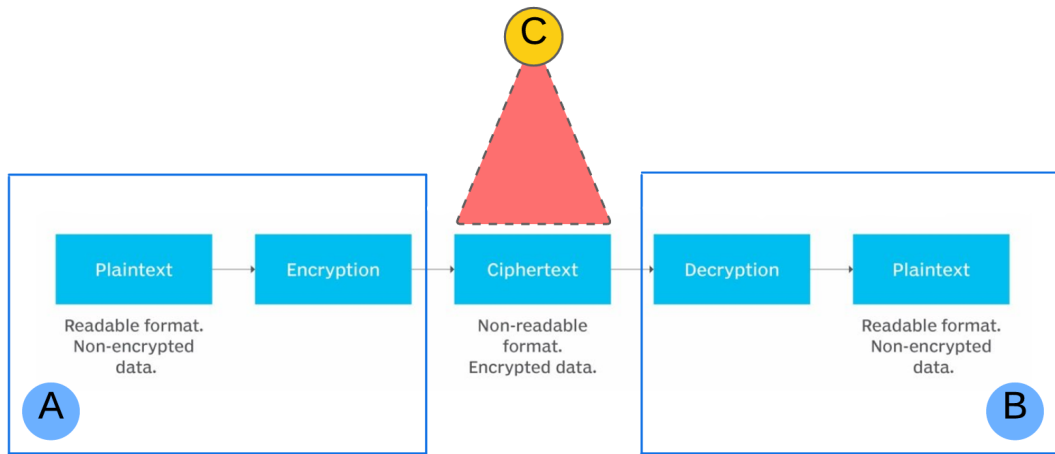 C
Plaintext
Encryption
Ciphertext
Decryption
Plaintext
Readable format.
Non-encrypted
data.
Non-readable
format.
Encrypted data.
Readable format.
Non-encrypted
data.
A
B